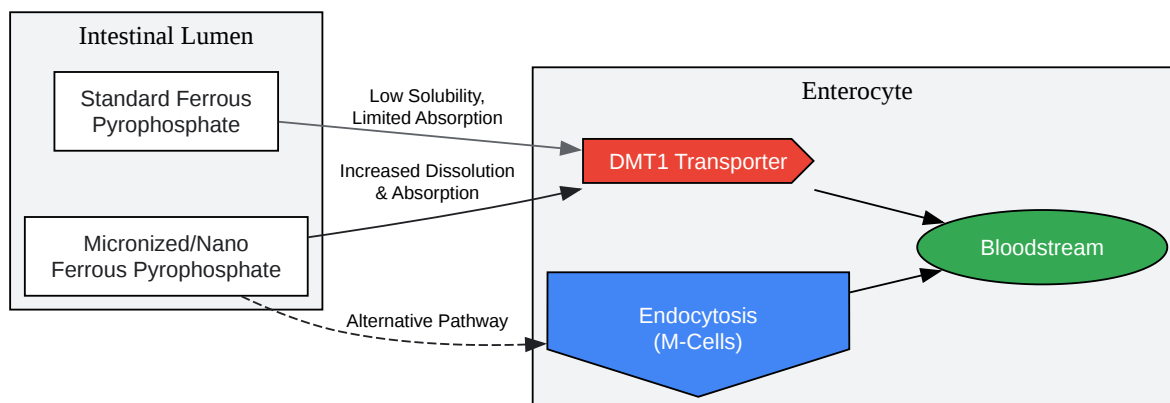 Intestinal Lumen
Standard Ferrous
Pyrophosphate
Low Solubility,
Limited Absorption
Enterocyte
DMT1 Transporter
Increased Dissolution
& Absorption
Micronized/Nano
Ferrous Pyrophosphate
Bloodstream
Alternative Pathway
Endocytosis
(M-Cells)